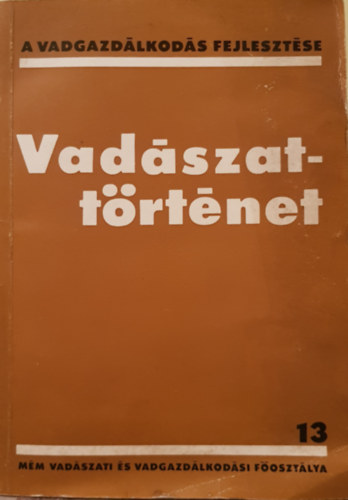 A VADGAZDÁLKODÁS FEJLESZTÉSE
Vadászat-
történet
13
MÉM VADÁSZATI ÉS VADGAZDÁLKODÁSI FŐOSZTÁLYA